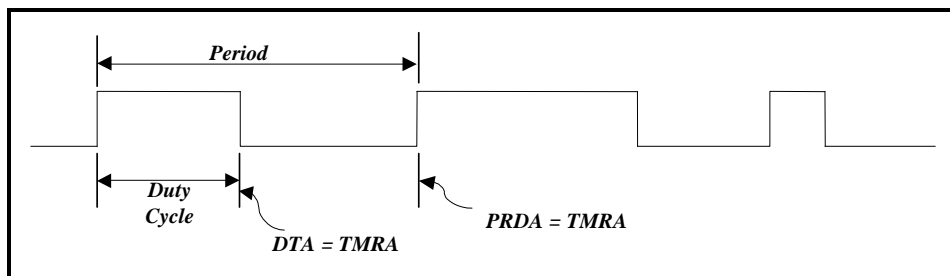 Period
Duty
Cycle
DTA = TMRA
PRDA = TMRA